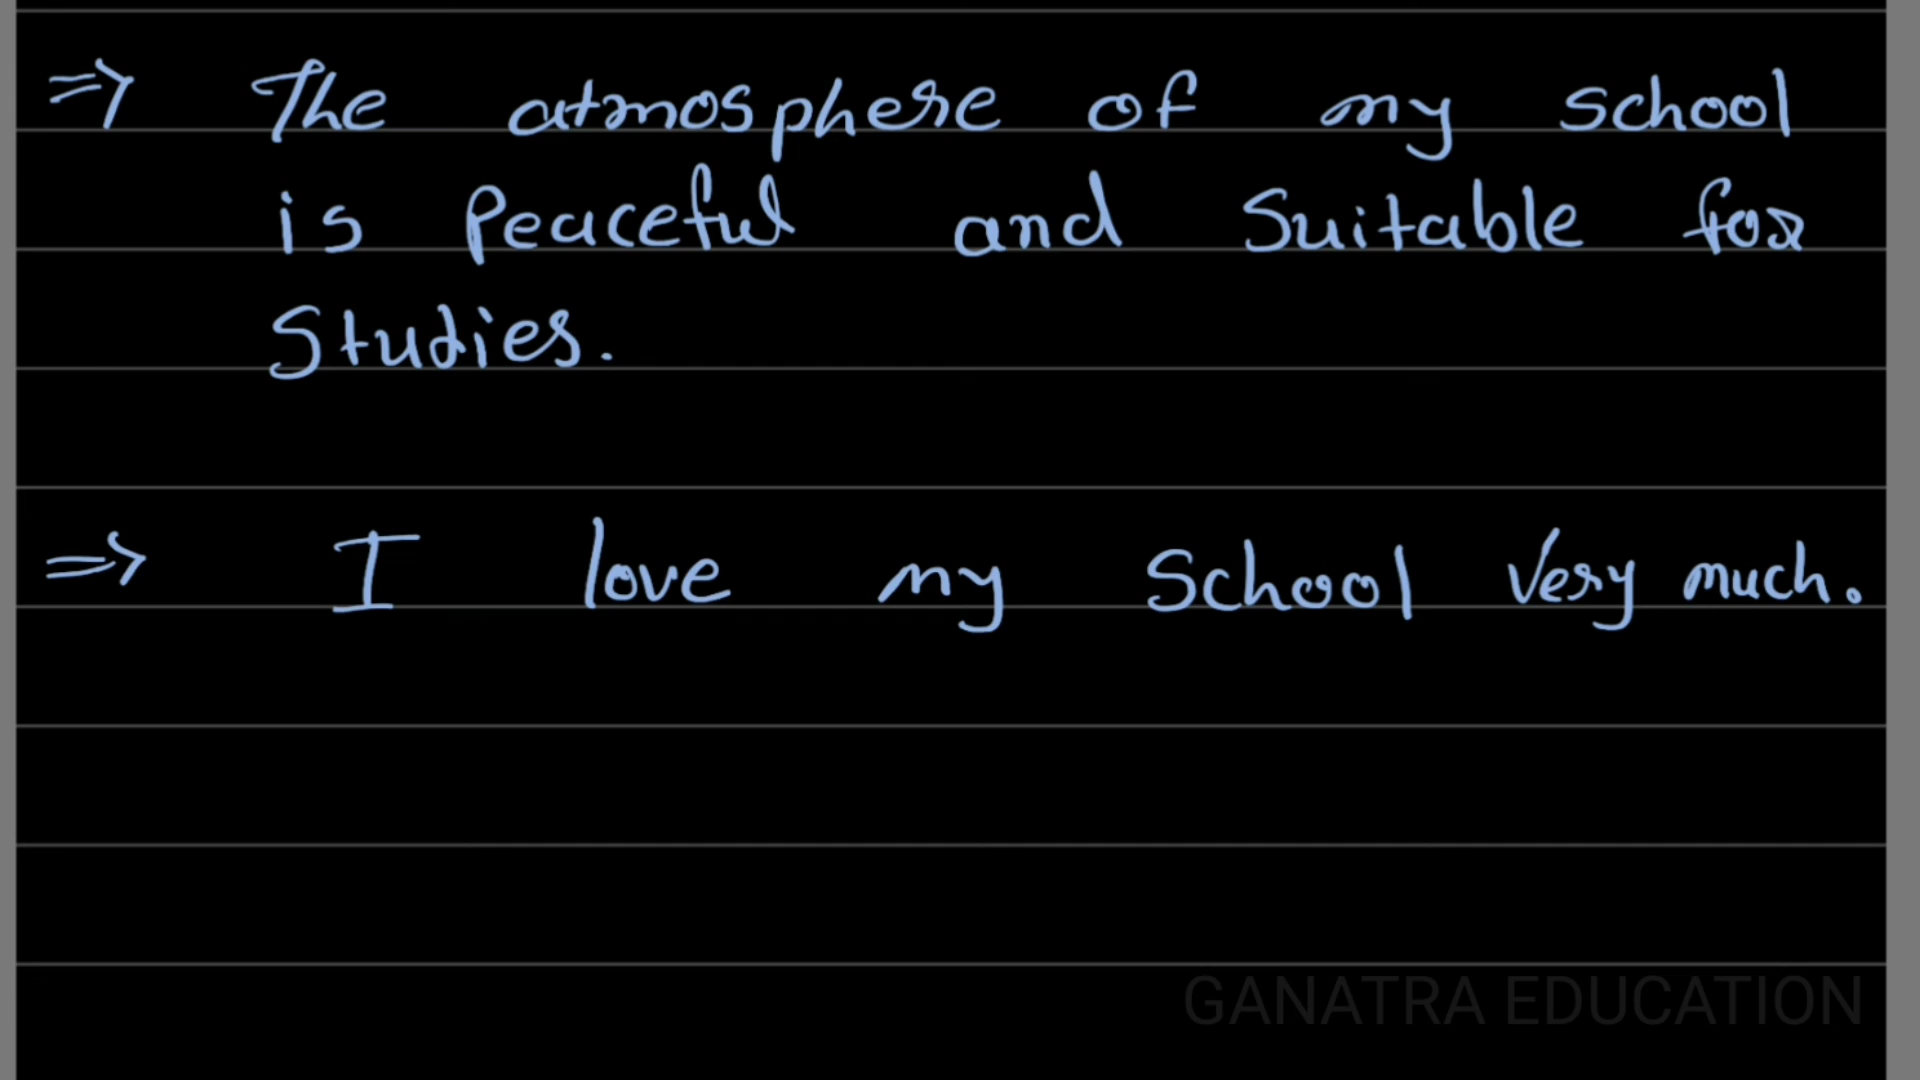 ⇒ The atmosphere of my school
is Peaceful and Suitable for
Studies.
⇒ I love my School Very much.
GANATRA EDUCATION